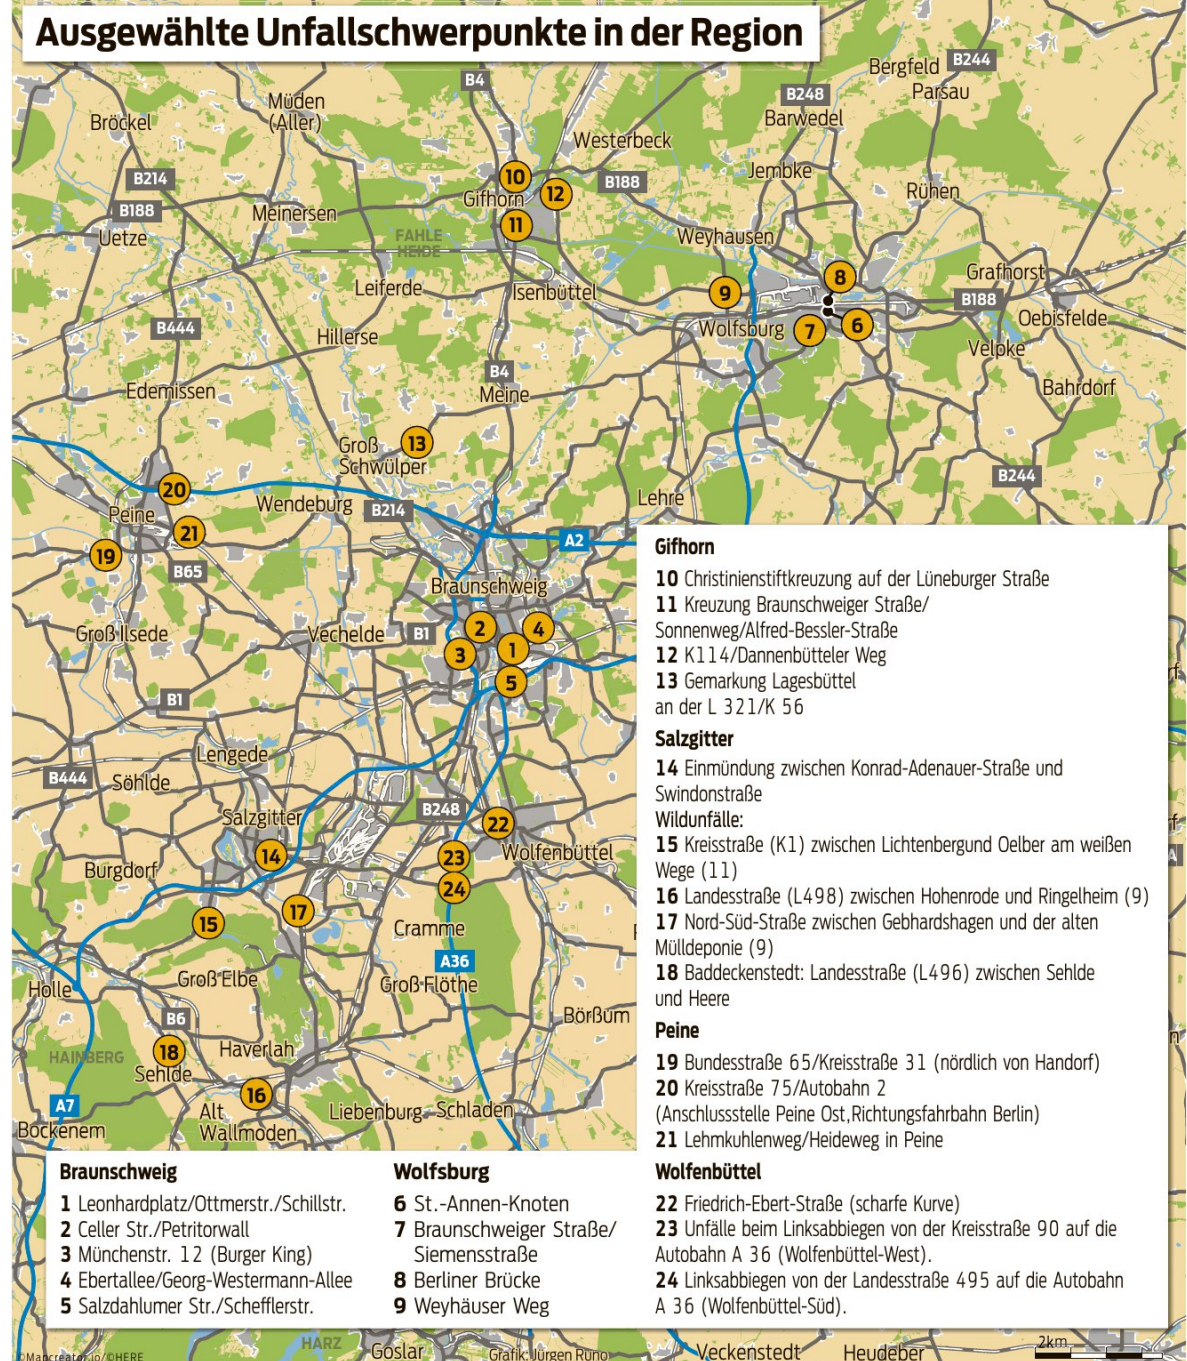 Ausgewählte Unfallschwerpunkte in der Region
B4
Bergfeld
B244
Parsau
Müden
(Aller)
B248
Barwedel
Bröckel
Westerbeck
Jembke
B214
10
12
B188
Rühen
Gifhorn
B188
Meinersen
11
Uetze
FAHLE
HEIDE
Weyhausen
8
Grafhorst
Leiferde
Isenbüttel
9
B188
Oebisfelde
B444
Hillerse
Wolfsburg
7
6
Velpke
B4
Edemissen
Meine
Bahrdorf
13
Groß
Schwülper
B244
20
Wendeburg
Lehre
Peine
B214
21
19
A2
B65
Braunschweig
Groß Ilsede
Vechelde
B1
2
4
3
1
5
B1
Lengede
B444
Söhlde
Salzgitter
B248
22
14
23
Wolfenbüttel
Burgdorf
24
15
17
Cramme
A36
Groß Elbe
Groß Flöthe
Holle
B6
Börßum
18
Haverlah
HAINBERG
Sehlde
16
A7
Alt
Wallmoden
Liebenburg
Schladen
Bockenem
Gifhorn
10 Christinienstiftkreuzung auf der Lüneburger Straße
11 Kreuzung Braunschweiger Straße/
Sonnenweg/Alfred-Bessler-Straße
12 K114/Dannenbütteler Weg
13 Gemarkung Lagesbüttel
an der L 321/K 56
Salzgitter
14 Einmündung zwischen Konrad-Adenauer-Straße und
Swindonstraße
Wildunfälle:
15 Kreisstraße (K1) zwischen Lichtenbergund Oelber am weißen
Wege (11)
16 Landesstraße (L498) zwischen Hohenrode und Ringelheim (9)
17 Nord-Süd-Straße zwischen Gebhardshagen und der alten
Mülldeponie (9)
18 Baddeckenstedt: Landesstraße (L496) zwischen Sehlde
und Heere
Peine
19 Bundesstraße 65/Kreisstraße 31 (nördlich von Handorf)
20 Kreisstraße 75/Autobahn 2
(Anschlussstelle Peine Ost,Richtungsfahrbahn Berlin)
21 Lehmkuhlenweg/Heideweg in Peine
Wolfenbüttel
22 Friedrich-Ebert-Straße (scharfe Kurve)
23 Unfälle beim Linksabbiegen von der Kreisstraße 90 auf die
Autobahn A 36 (Wolfenbüttel-West).
24 Linksabbiegen von der Landesstraße 495 auf die Autobahn
A 36 (Wolfenbüttel-Süd).
Braunschweig
1 Leonhardplatz/Ottmerstr./Schillstr.
2 Celler Str./Petritorwall
3 Münchenstr. 12 (Burger King)
4 Ebertallee/Georg-Westermann-Allee
5 Salzdahlumer Str./Schefflerstr.
Wolfsburg
6 St.-Annen-Knoten
7 Braunschweiger Straße/
Siemensstraße
8 Berliner Brücke
9 Weyhäuser Weg
HARZ
Goslar
Veckenstedt
Heudeber
2km
©Mapcreator.io/©HERE
Grafik: Jürgen Runo